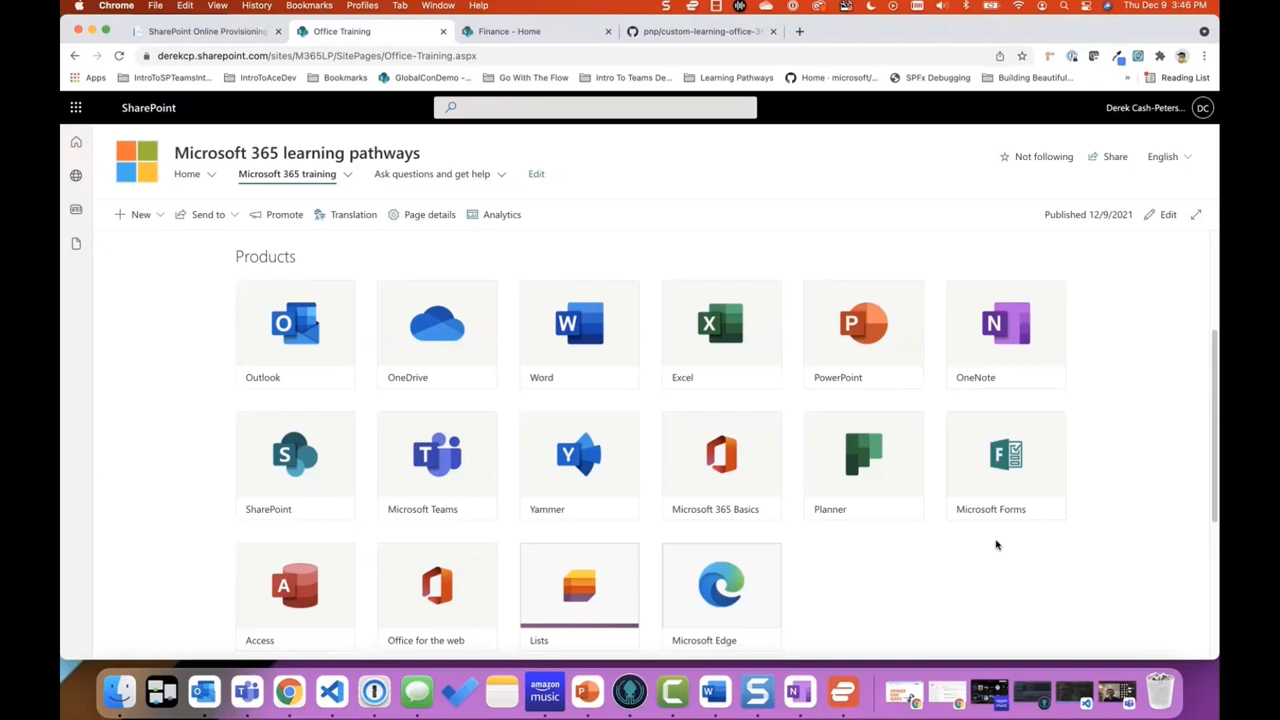 Chrome File Edit View History Bookmarks Profiles Tab Window Help Thu Dec 9 3:46 PM
SharePoint Online Provisioning Office Training Finance - Home pnp/custom-learning-office-3
derekcp.sharepoint.com/sites/M365LP/SitePages/Office-Training.aspx
Apps IntroToSPTeamsInt... IntroToAceDev Bookmarks GlobalConDemo -... Go With The Flow Intro To Teams De... Learning Pathways Home · microsoft/... SPFx Debugging Building Beautiful... » Reading List
SharePoint Derek Cash-Peters... DC
Microsoft 365 learning pathways
Not following Share English
Home Microsoft 365 training Ask questions and get help Edit
New Send to Promote Translation Page details Analytics Published 12/9/2021 Edit
Products
O W X P N
Outlook OneDrive Word Excel PowerPoint OneNote
S T Y F
SharePoint Microsoft Teams Yammer Microsoft 365 Basics Planner Microsoft Forms
A
Access Office for the web Lists Microsoft Edge
amazon
music